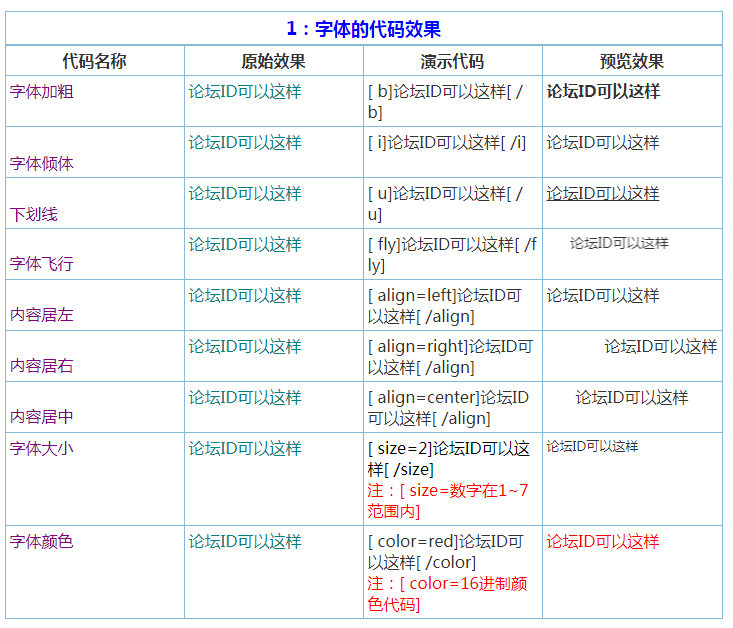 1：字体的代码效果
代码名称 原始效果 演示代码 预览效果
字体加粗 论坛ID可以这样 [ b]论坛ID可以这样[ / 论坛ID可以这样
b]
论坛ID可以这样 [ i]论坛ID可以这样[ /i] 论坛ID可以这样
字体倾体
论坛ID可以这样 [ u]论坛ID可以这样[ / 论坛ID可以这样
下划线 u]
论坛ID可以这样 [ fly]论坛ID可以这样[ /f 论坛ID可以这样
字体飞行 ly]
论坛ID可以这样 [ align=left]论坛ID可 论坛ID可以这样
内容居左 以这样[ /align]
论坛ID可以这样 [ align=right]论坛ID可 论坛ID可以这样
内容居右 以这样[ /align]
论坛ID可以这样 [ align=center]论坛ID 论坛ID可以这样
内容居中 可以这样[ /align]
字体大小 论坛ID可以这样 [ size=2]论坛ID可以这 论坛ID可以这样
样[ /size]
注：[ size=数字在1~7
范围内]
字体颜色 论坛ID可以这样 [ color=red]论坛ID可 论坛ID可以这样
以这样[ /color]
注：[ color=16进制颜
色代码]